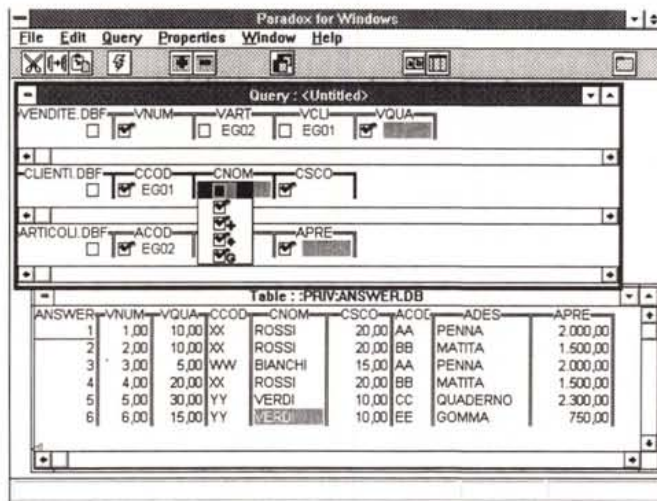 Paradox for Windows
File Edit Query Properties Window Help
Query : <Untitled>
VENDITE.DBF VNUM VART VCLI VQUA
EG02 EG01
CLIENTI.DBF CCOD CNOM CSCO
EG01
ARTICOLI.DBF ACOD APRE
EG02
Table : :PRIV:ANSWER.DB
ANSWER VNUM VQUA CCOD CNOM CSCO ACOD ADES APRE
1 1,00 10,00 XX ROSSI 20,00 AA PENNA 2.000,00
2 2,00 10,00 XX ROSSI 20,00 BB MATITA 1.500,00
3 3,00 5,00 WW BIANCHI 15,00 AA PENNA 2.000,00
4 4,00 20,00 XX ROSSI 20,00 BB MATITA 1.500,00
5 5,00 30,00 YY VERDI 10,00 CC QUADERNO 2.300,00
6 6,00 15,00 YY VERDI 10,00 EE GOMMA 750,00